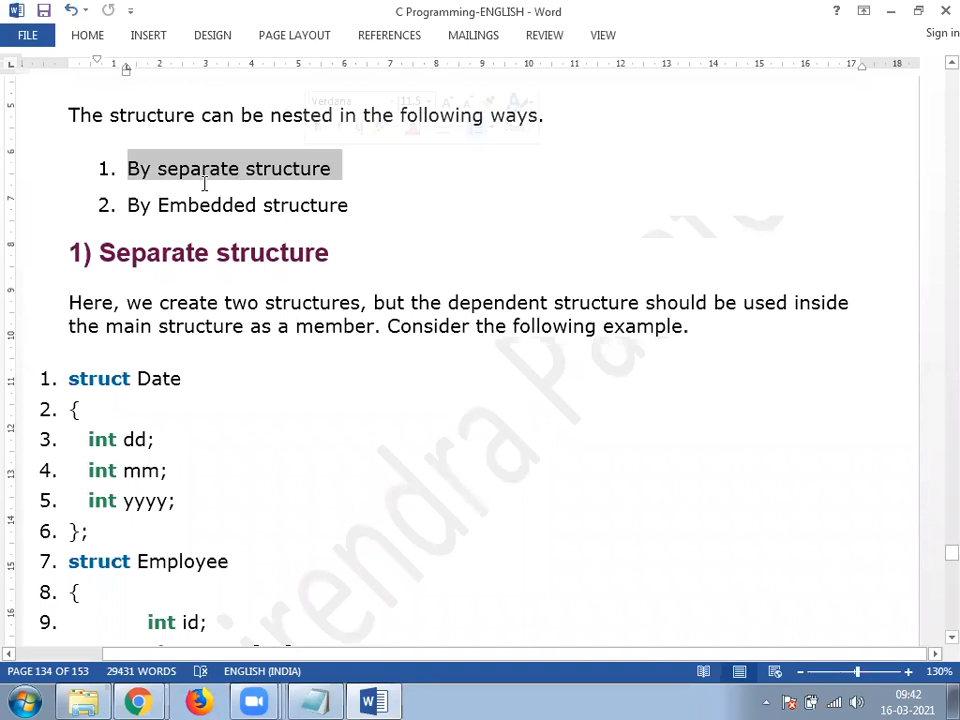 C Programming-ENGLISH - Word
FILE HOME INSERT DESIGN PAGE LAYOUT REFERENCES MAILINGS REVIEW VIEW Sign in
The structure can be nested in the following ways.
1. By separate structure
2. By Embedded structure
1) Separate structure
Here, we create two structures, but the dependent structure should be used inside
the main structure as a member. Consider the following example.
1. struct Date
2. {
3. int dd;
4. int mm;
5. int yyyy;
6. };
7. struct Employee
8. {
9. int id;
PAGE 134 OF 153 29431 WORDS ENGLISH (INDIA) 130%
09:42
16-03-2021